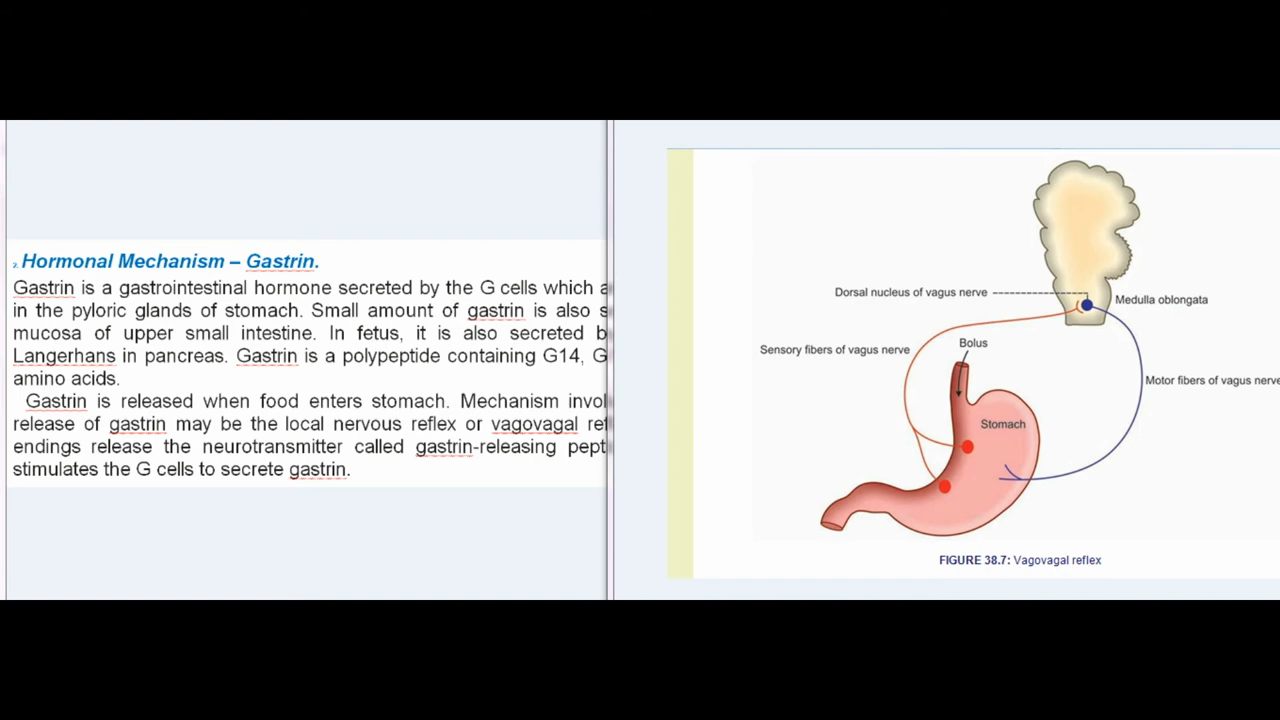 2. Hormonal Mechanism – Gastrin.
Gastrin is a gastrointestinal hormone secreted by the G cells which
in the pyloric glands of stomach. Small amount of gastrin is also
mucosa of upper small intestine. In fetus, it is also secreted
Langerhans in pancreas. Gastrin is a polypeptide containing G14,
amino acids.
Gastrin is released when food enters stomach. Mechanism
release of gastrin may be the local nervous reflex or vagovagal
endings release the neurotransmitter called gastrin-releasing
stimulates the G cells to secrete gastrin.
Dorsal nucleus of vagus nerve
Medulla oblongata
Bolus
Sensory fibers of vagus nerve
Motor fibers of vagus nerve
Stomach
FIGURE 38.7: Vagovagal reflex